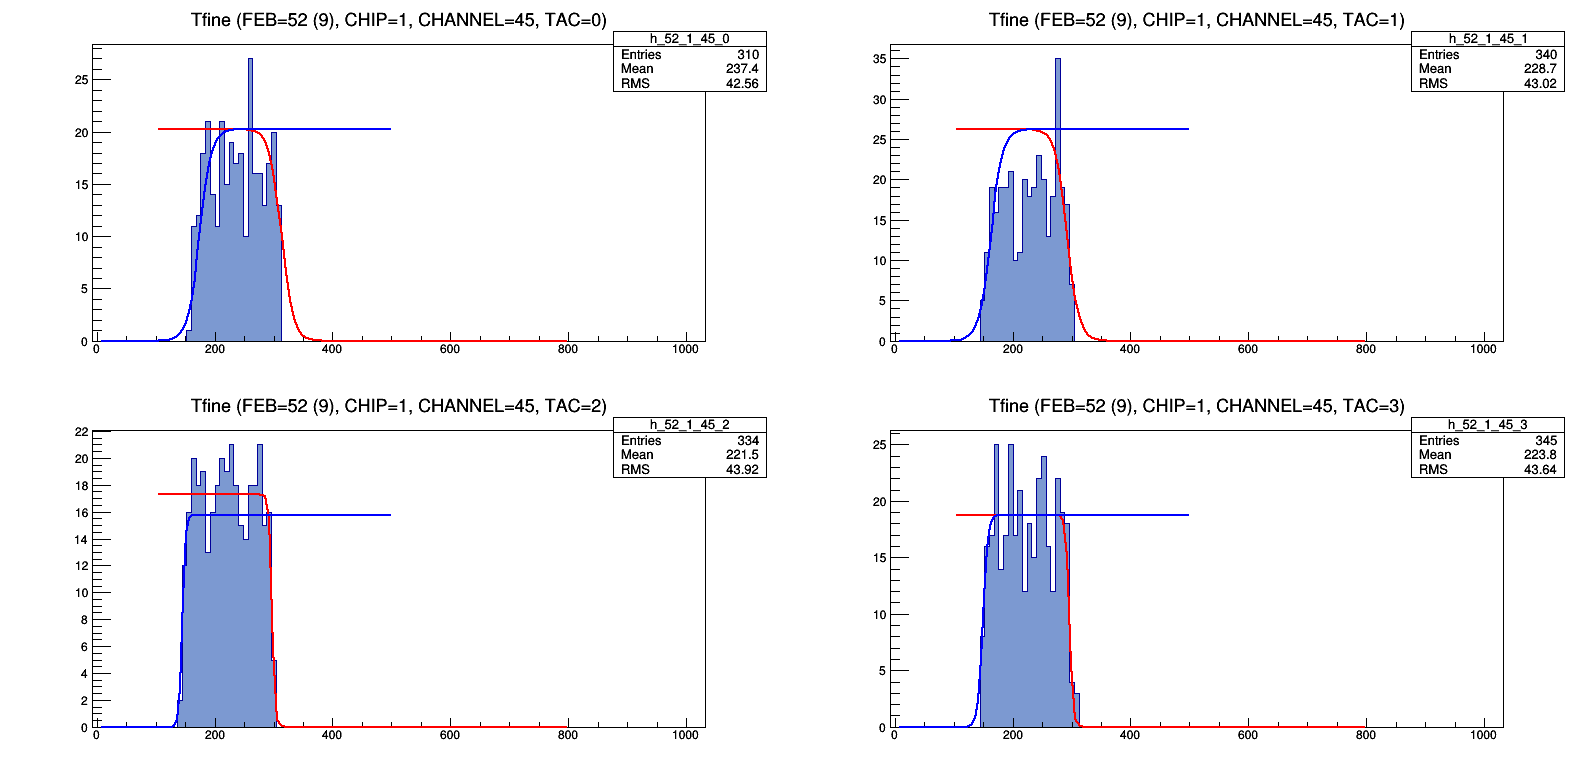 Tfine (FEB=52 (9), CHIP=1, CHANNEL=45, TAC=0)
h_52_1_45_0
Entries 310
Mean 237.4
RMS 42.56
25
20
15
10
5
0
0 200 400 600 800 1000
Tfine (FEB=52 (9), CHIP=1, CHANNEL=45, TAC=1)
h_52_1_45_1
Entries 340
Mean 228.7
RMS 43.02
35
30
25
20
15
10
5
0
0 200 400 600 800 1000
Tfine (FEB=52 (9), CHIP=1, CHANNEL=45, TAC=2)
h_52_1_45_2
Entries 334
Mean 221.5
RMS 43.92
22
20
18
16
14
12
10
8
6
4
2
0
0 200 400 600 800 1000
Tfine (FEB=52 (9), CHIP=1, CHANNEL=45, TAC=3)
h_52_1_45_3
Entries 345
Mean 223.8
RMS 43.64
25
20
15
10
5
0
0 200 400 600 800 1000